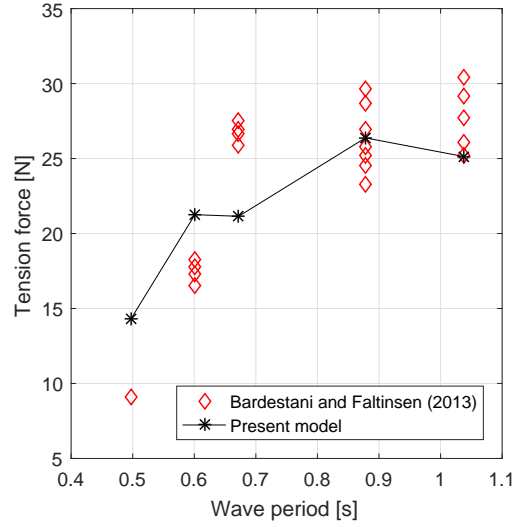 35
30
25
20
15
10
5
Tension force [N]
Bardestani and Faltinsen (2013)
Present model
0.4 0.5 0.6 0.7 0.8 0.9 1 1.1
Wave period [s]